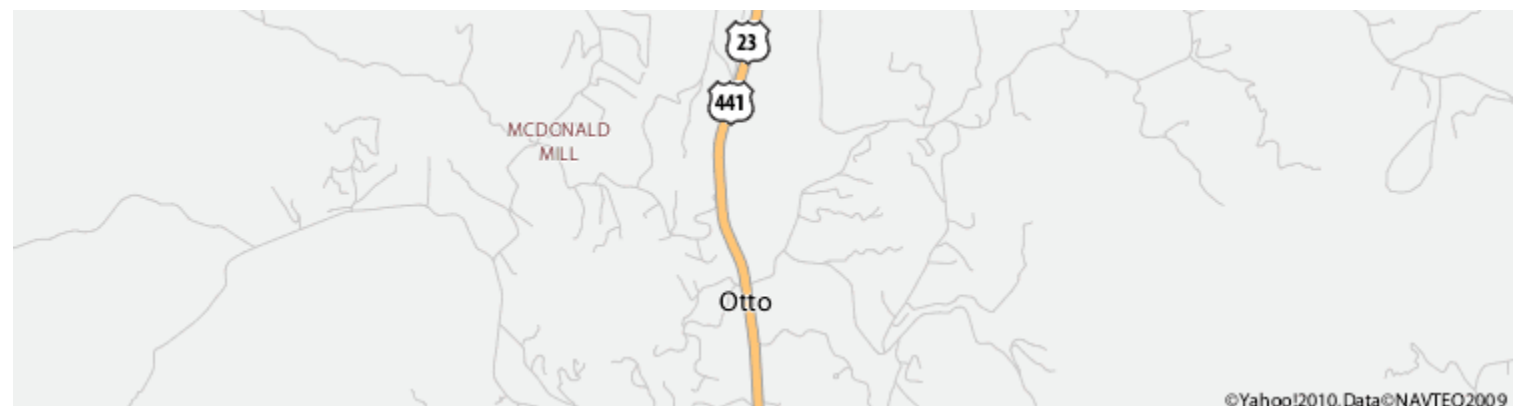 23
441
MCDONALD
MILL
Otto
©Yahoo!2010,Data©NAVTEQ2009